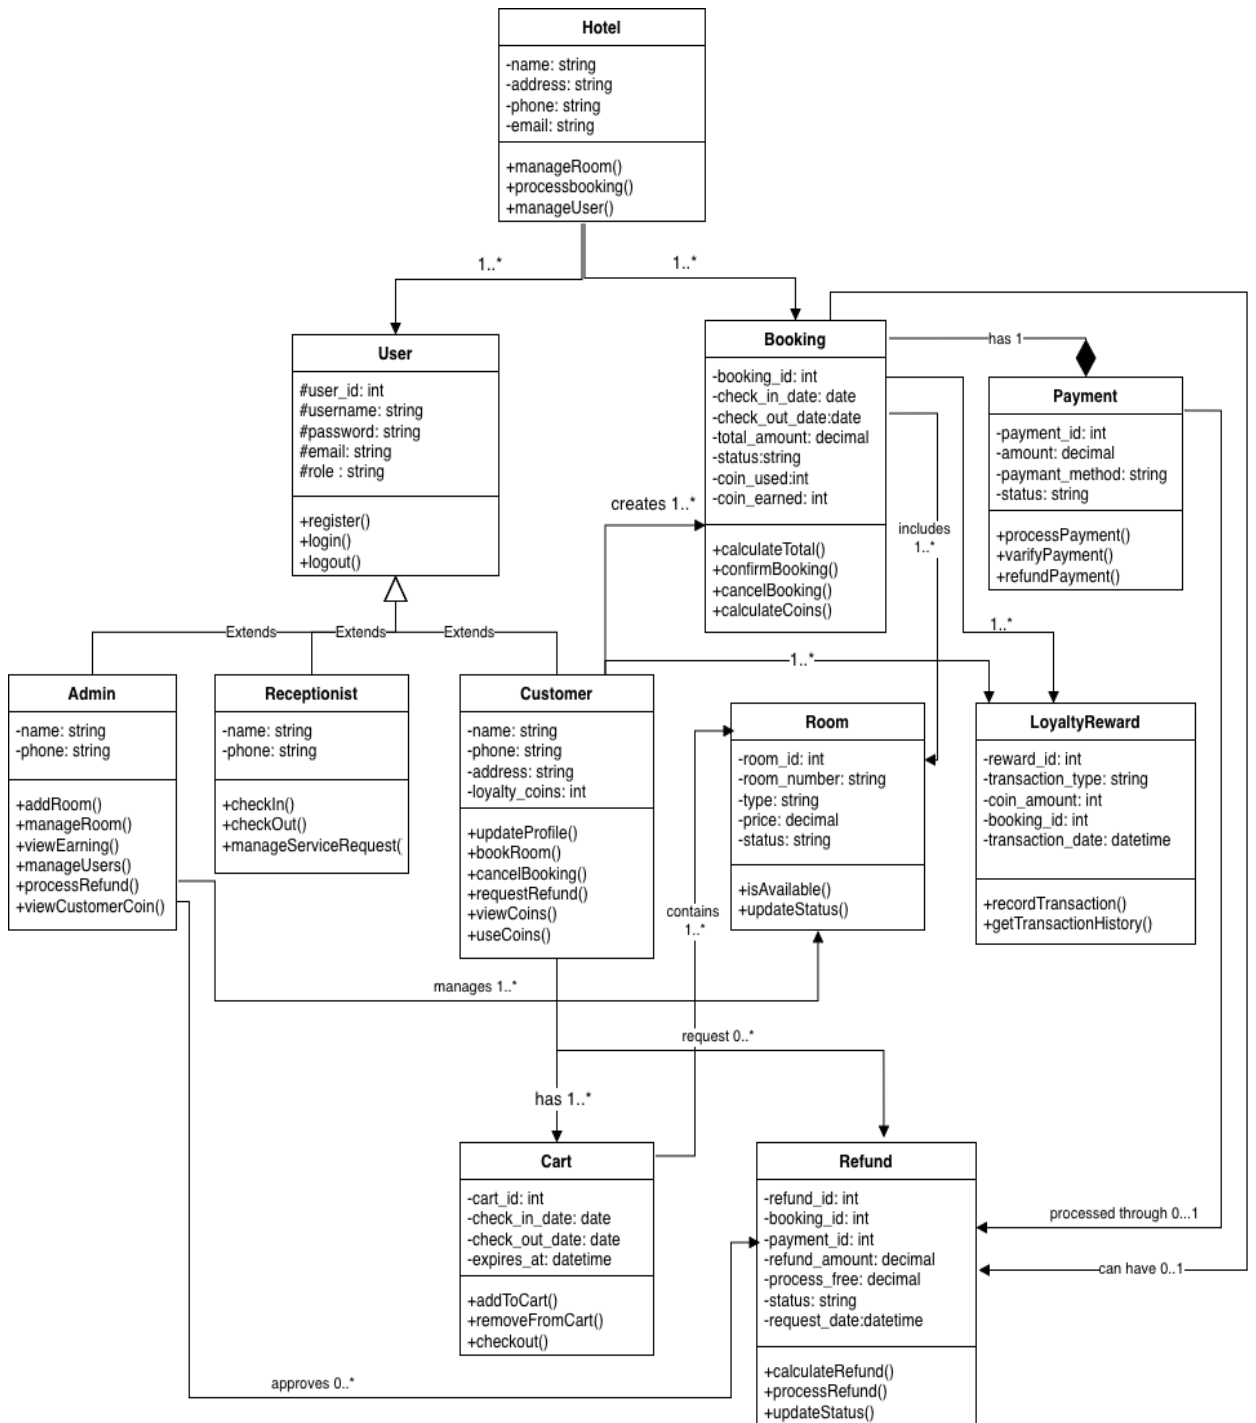 Hotel
-name: string
-address: string
-phone: string
-email: string
+manageRoom()
+processbooking()
+manageUser()
1..*
1..*
User
#user_id: int
#username: string
#password: string
#email: string
#role : string
+register()
+login()
+logout()
Booking
-booking_id: int
-check_in_date: date
-check_out_date:date
-total_amount: decimal
-status:string
-coin_used:int
-coin_earned: int
+calculateTotal()
+confirmBooking()
+cancelBooking()
+calculateCoins()
has 1
Payment
-payment_id: int
-amount: decimal
-paymant_method: string
-status: string
+processPayment()
+varifyPayment()
+refundPayment()
creates 1..*
includes
1..*
1..*
1..*
Extends
Extends
Extends
Admin
-name: string
-phone: string
+addRoom()
+manageRoom()
+viewEarning()
+manageUsers()
+processRefund()
+viewCustomerCoin()
Receptionist
-name: string
-phone: string
+checkIn()
+checkOut()
+manageServiceRequest(
Customer
-name: string
-phone: string
-address: string
-loyalty_coins: int
+updateProfile()
+bookRoom()
+cancelBooking()
+requestRefund()
+viewCoins()
+useCoins()
Room
-room_id: int
-room_number: string
-type: string
-price: decimal
-status: string
+isAvailable()
+updateStatus()
LoyaltyReward
-reward_id: int
-transaction_type: string
-coin_amount: int
-booking_id: int
-transaction_date: datetime
+recordTransaction()
+getTransactionHistory()
contains
1..*
manages 1..*
request 0..*
has 1..*
Cart
-cart_id: int
-check_in_date: date
-check_out_date: date
-expires_at: datetime
+addToCart()
+removeFromCart()
+checkout()
Refund
-refund_id: int
-booking_id: int
-payment_id: int
-refund_amount: decimal
-process_free: decimal
-status: string
-request_date:datetime
+calculateRefund()
+processRefund()
+updateStatus()
processed through 0...1
can have 0..1
approves 0..*